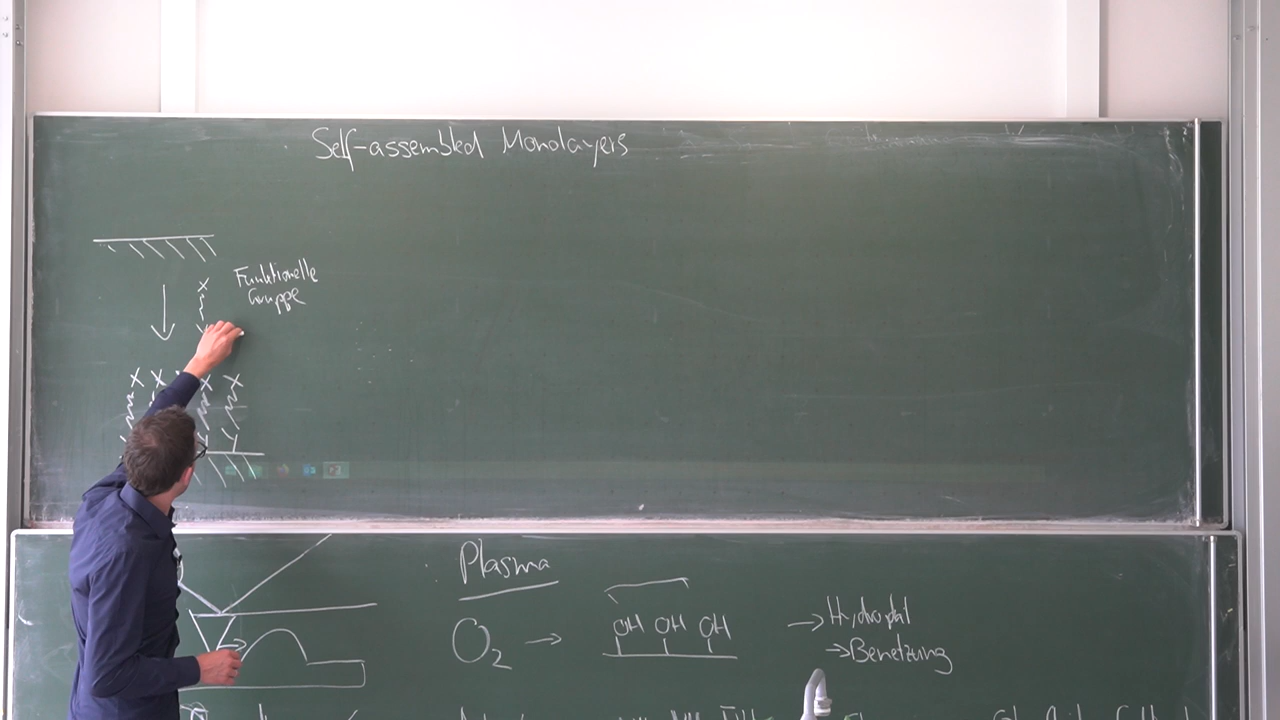 Self-assembled Monolayers
Funktionelle
Gruppe
X
X X X X
Plasma
O2 → OH OH OH → Hydrophil
→ Benetzung